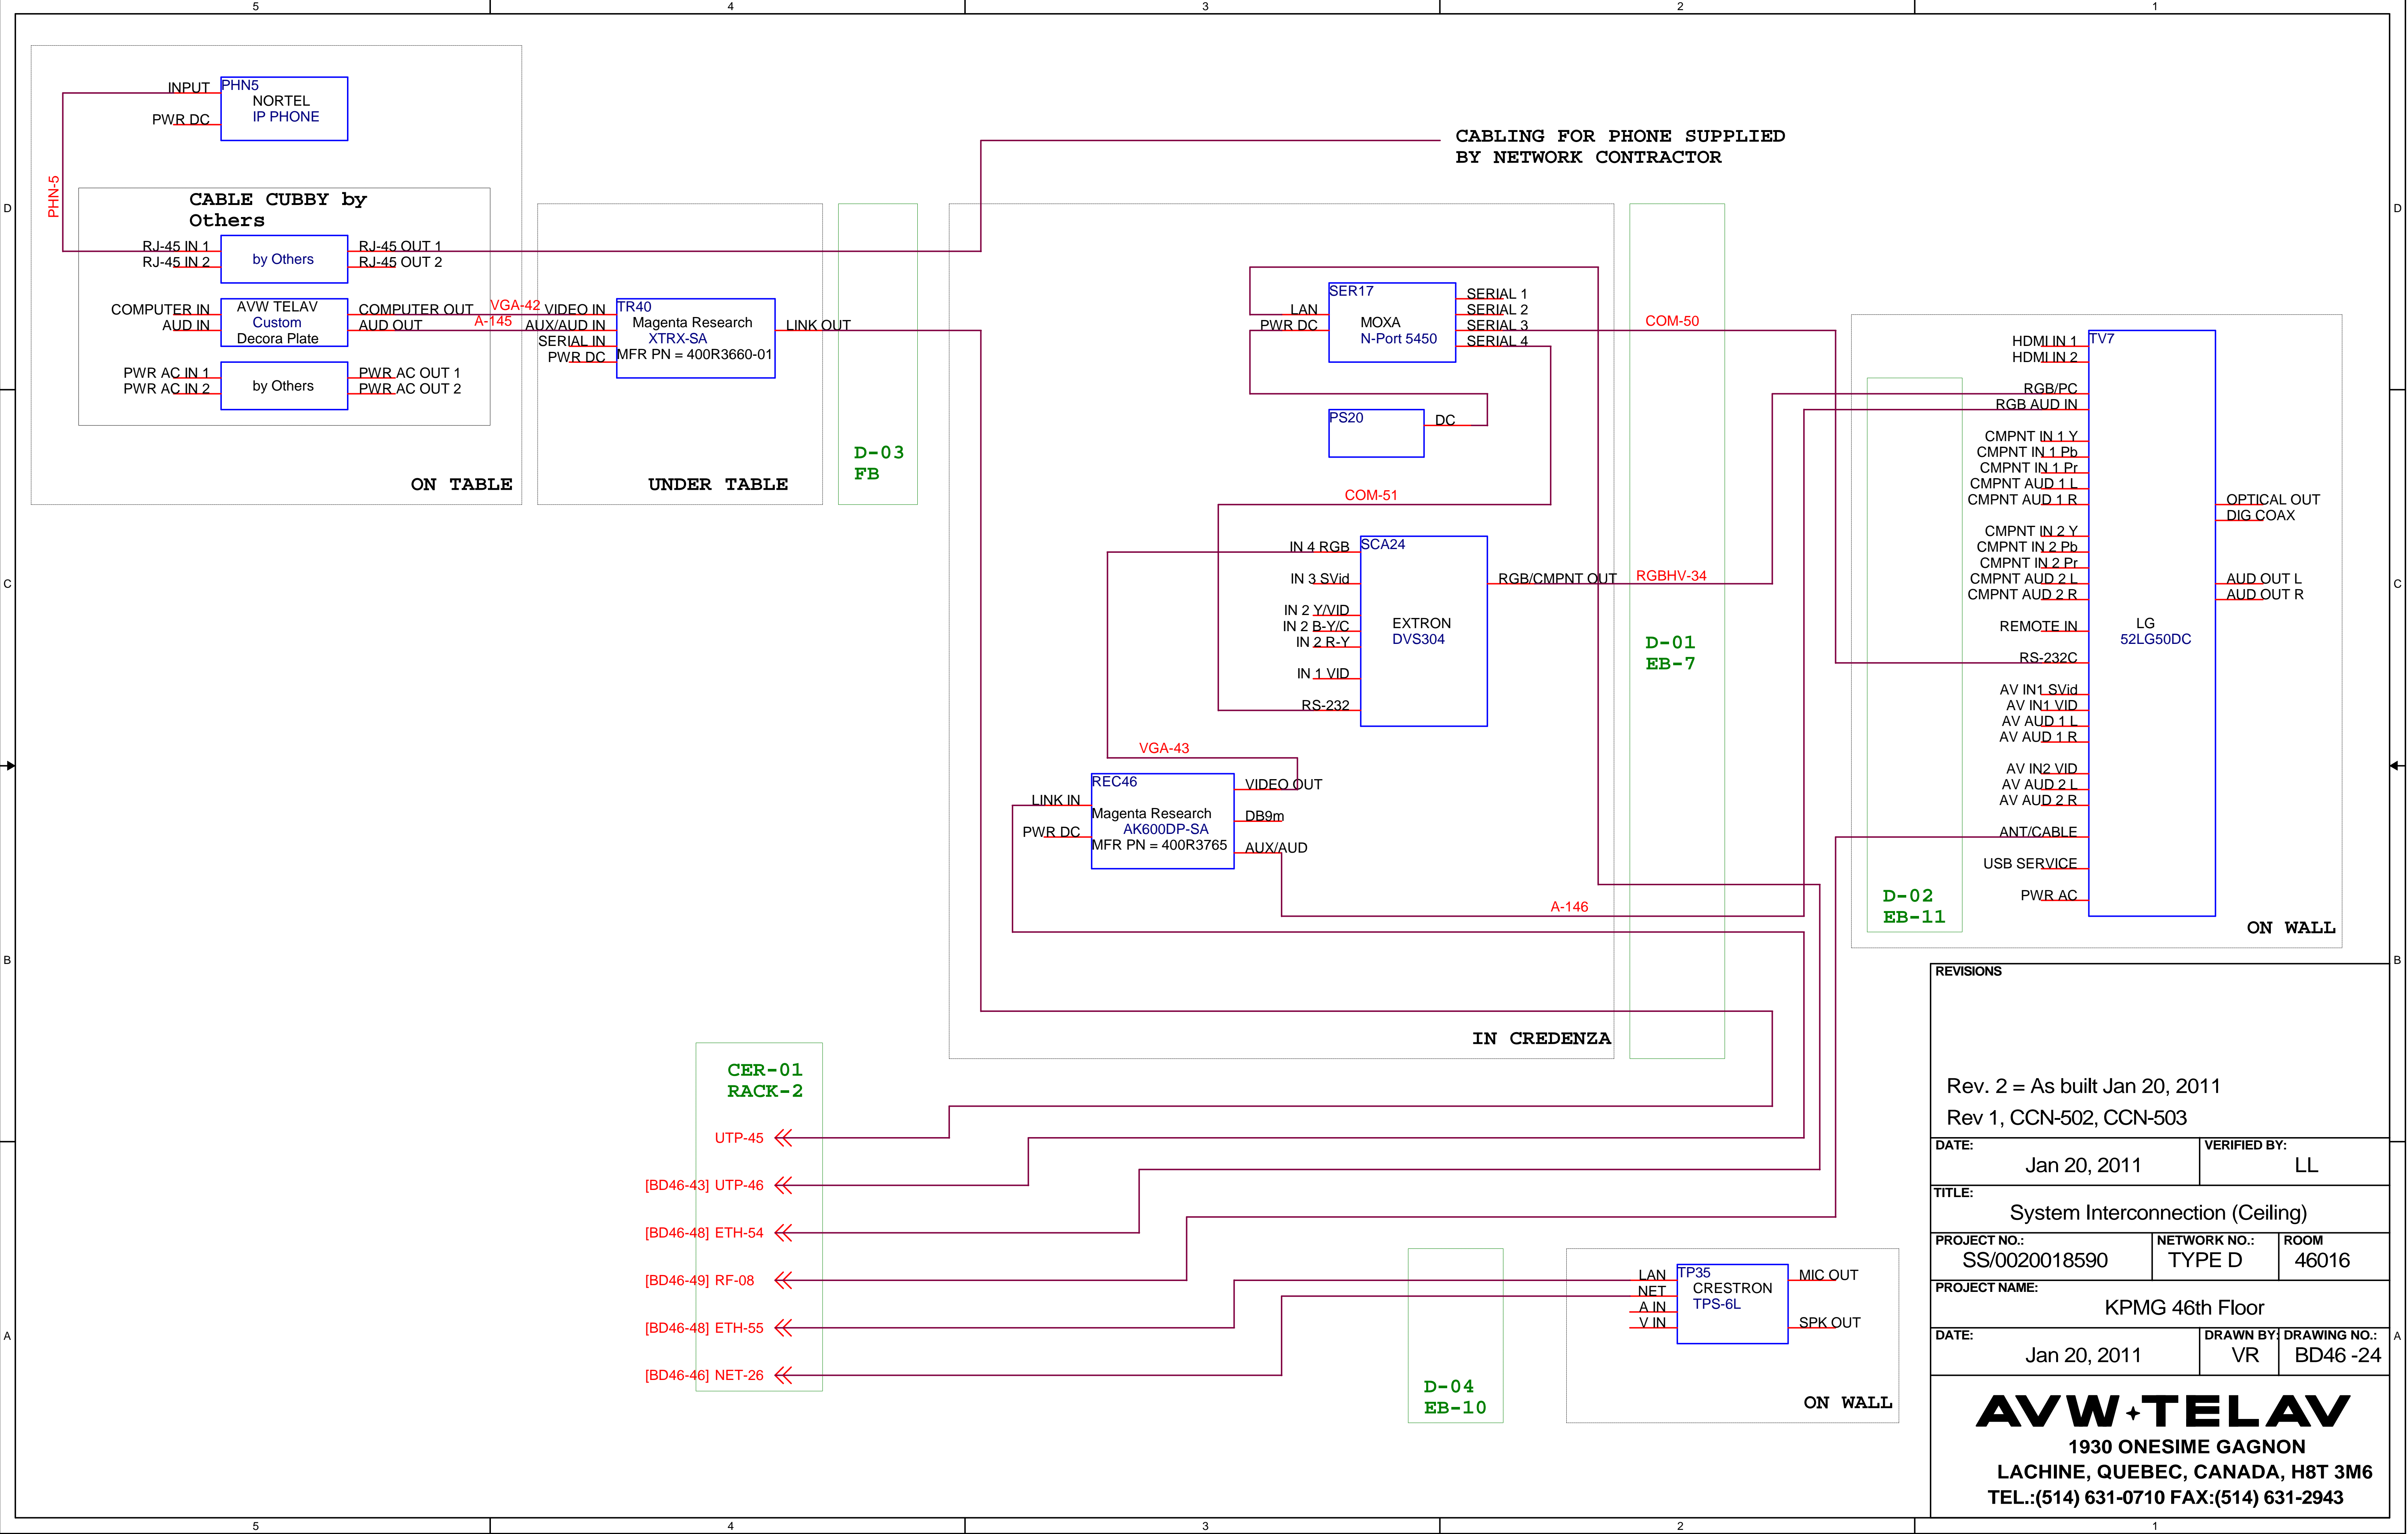 5
4
3
2
1
D
C
B
A
D
C
B
A
INPUT
PWR DC
PHN5
NORTEL
IP PHONE
PHN-5
CABLE CUBBY by
Others
RJ-45 IN 1
RJ-45 IN 2
by Others
RJ-45 OUT 1
RJ-45 OUT 2
COMPUTER IN
AUD IN
AVW TELAV
Custom
Decora Plate
COMPUTER OUT
AUD OUT
PWR AC IN 1
PWR AC IN 2
by Others
PWR AC OUT 1
PWR AC OUT 2
ON TABLE
VGA-42
A-145
VIDEO IN
AUX/AUD IN
SERIAL IN
PWR DC
TR40
Magenta Research
XTRX-SA
MFR PN = 400R3660-01
LINK OUT
UNDER TABLE
D-03
FB
CABLING FOR PHONE SUPPLIED
BY NETWORK CONTRACTOR
LAN
PWR DC
SER17
MOXA
N-Port 5450
SERIAL 1
SERIAL 2
SERIAL 3
SERIAL 4
PS20
DC
COM-50
COM-51
IN 4 RGB
IN 3 SVid
IN 2 Y/VID
IN 2 B-Y/C
IN 2 R-Y
IN 1 VID
RS-232
SCA24
EXTRON
DVS304
RGB/CMPNT OUT
RGBHV-34
VGA-43
LINK IN
PWR DC
REC46
Magenta Research
AK600DP-SA
MFR PN = 400R3765
VIDEO OUT
DB9m
AUX/AUD
A-146
IN CREDENZA
D-01
EB-7
HDMI IN 1
HDMI IN 2
RGB/PC
RGB AUD IN
CMPNT IN 1 Y
CMPNT IN 1 Pb
CMPNT IN 1 Pr
CMPNT AUD 1 L
CMPNT AUD 1 R
CMPNT IN 2 Y
CMPNT IN 2 Pb
CMPNT IN 2 Pr
CMPNT AUD 2 L
CMPNT AUD 2 R
REMOTE IN
RS-232C
AV IN1 SVid
AV IN1 VID
AV AUD 1 L
AV AUD 1 R
AV IN2 VID
AV AUD 2 L
AV AUD 2 R
ANT/CABLE
USB SERVICE
PWR AC
TV7
LG
52LG50DC
OPTICAL OUT
DIG COAX
AUD OUT L
AUD OUT R
D-02
EB-11
ON WALL
CER-01
RACK-2
UTP-45
[BD46-43] UTP-46
[BD46-48] ETH-54
[BD46-49] RF-08
[BD46-48] ETH-55
[BD46-46] NET-26
D-04
EB-10
LAN
NET
A IN
V IN
TP35
CRESTRON
TPS-6L
MIC OUT
SPK OUT
ON WALL
REVISIONS
Rev. 2 = As built Jan 20, 2011
Rev 1, CCN-502, CCN-503
DATE:
Jan 20, 2011
VERIFIED BY:
LL
TITLE:
System Interconnection (Ceiling)
PROJECT NO.:
SS/0020018590
NETWORK NO.:
TYPE D
ROOM
46016
PROJECT NAME:
KPMG 46th Floor
DATE:
Jan 20, 2011
DRAWN BY:
VR
DRAWING NO.:
BD46 -24
AVW+TELAV
1930 ONESIME GAGNON
LACHINE, QUEBEC, CANADA, H8T 3M6
TEL.:(514) 631-0710 FAX:(514) 631-2943
5
4
3
2
1